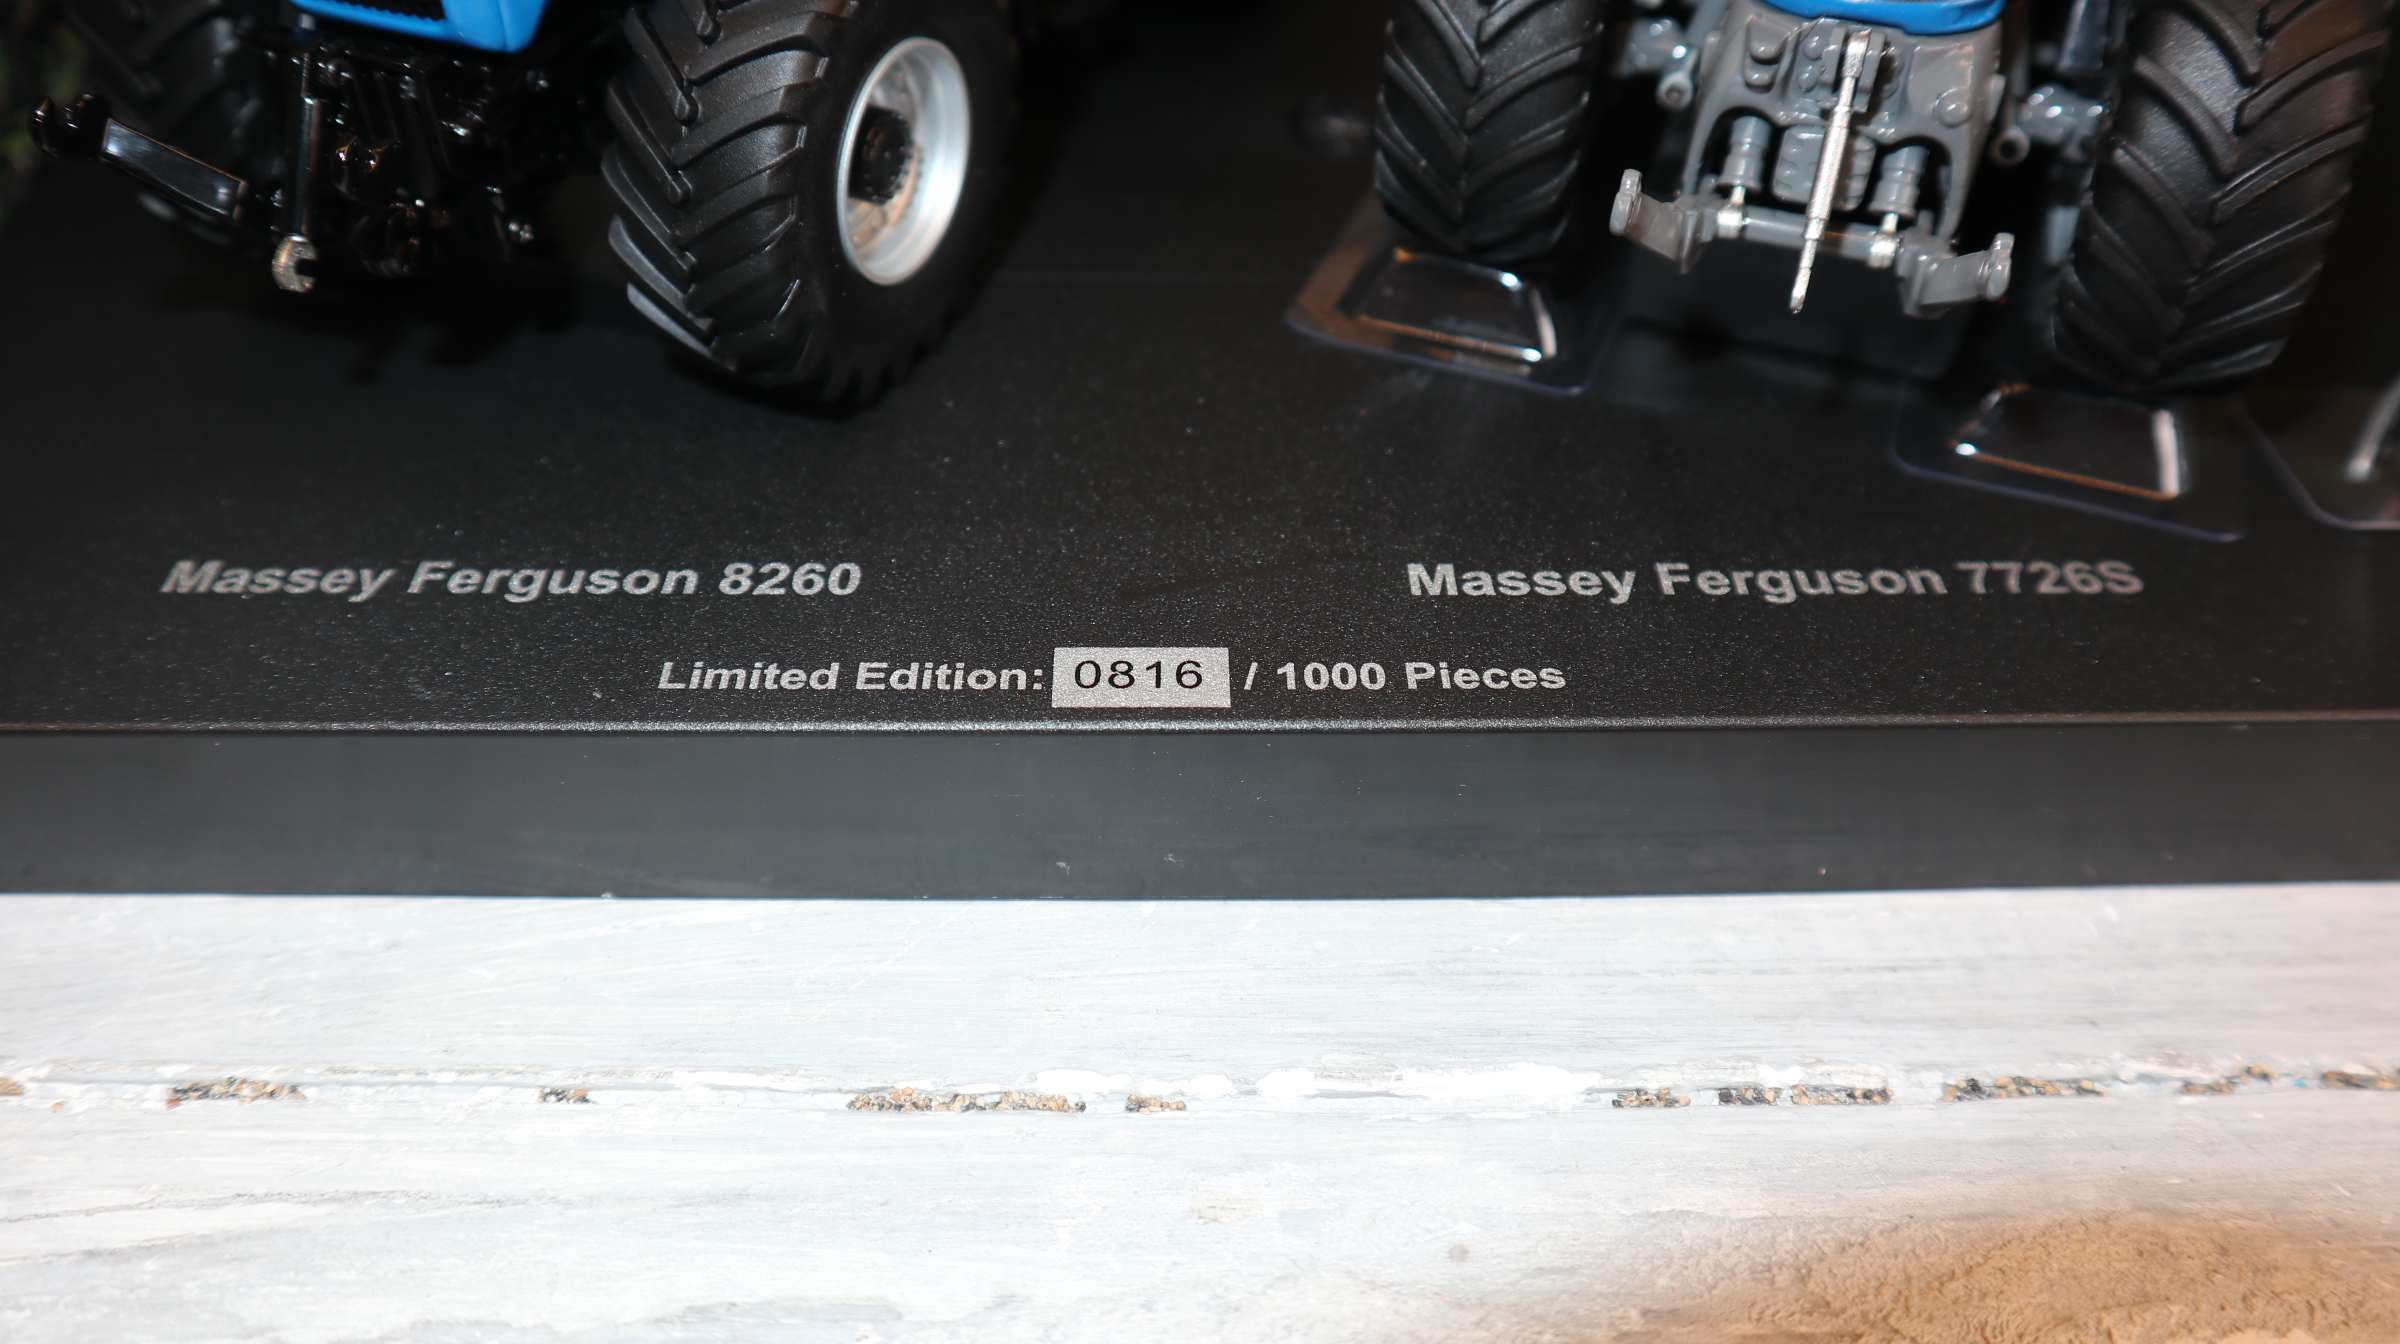 Massey Ferguson 8260
Massey Ferguson 7726S
Limited Edition: 0816 / 1000 Pieces